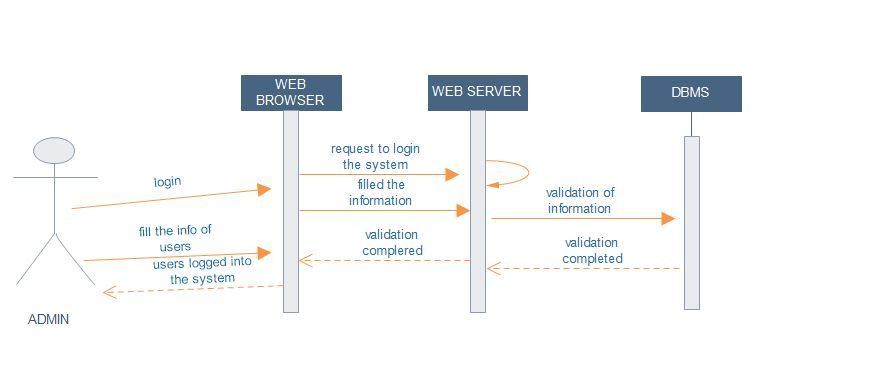 WEB
BROWSER
WEB SERVER
DBMS
request to login
the system
login
filled the
information
validation of
information
fill the info of
users
validation
complered
validation
completed
users logged into
the system
ADMIN